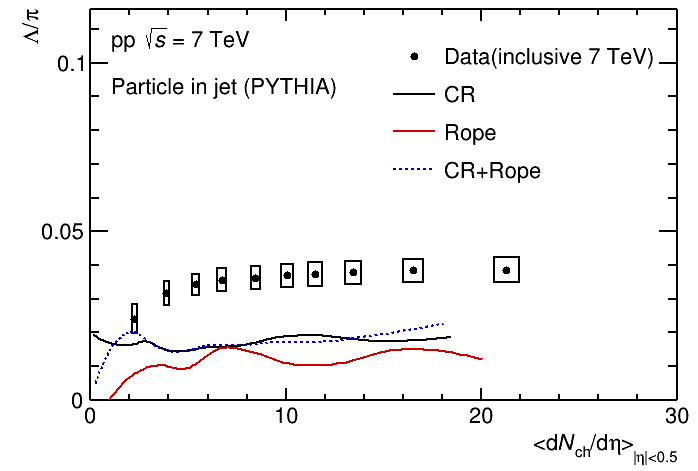 Λ/π
pp √s = 7 TeV
Particle in jet (PYTHIA)
Data(inclusive 7 TeV)
CR
Rope
CR+Rope
0.1
0.05
0
0 10 20 30
<dN_ch/dη>_|η|<0.5